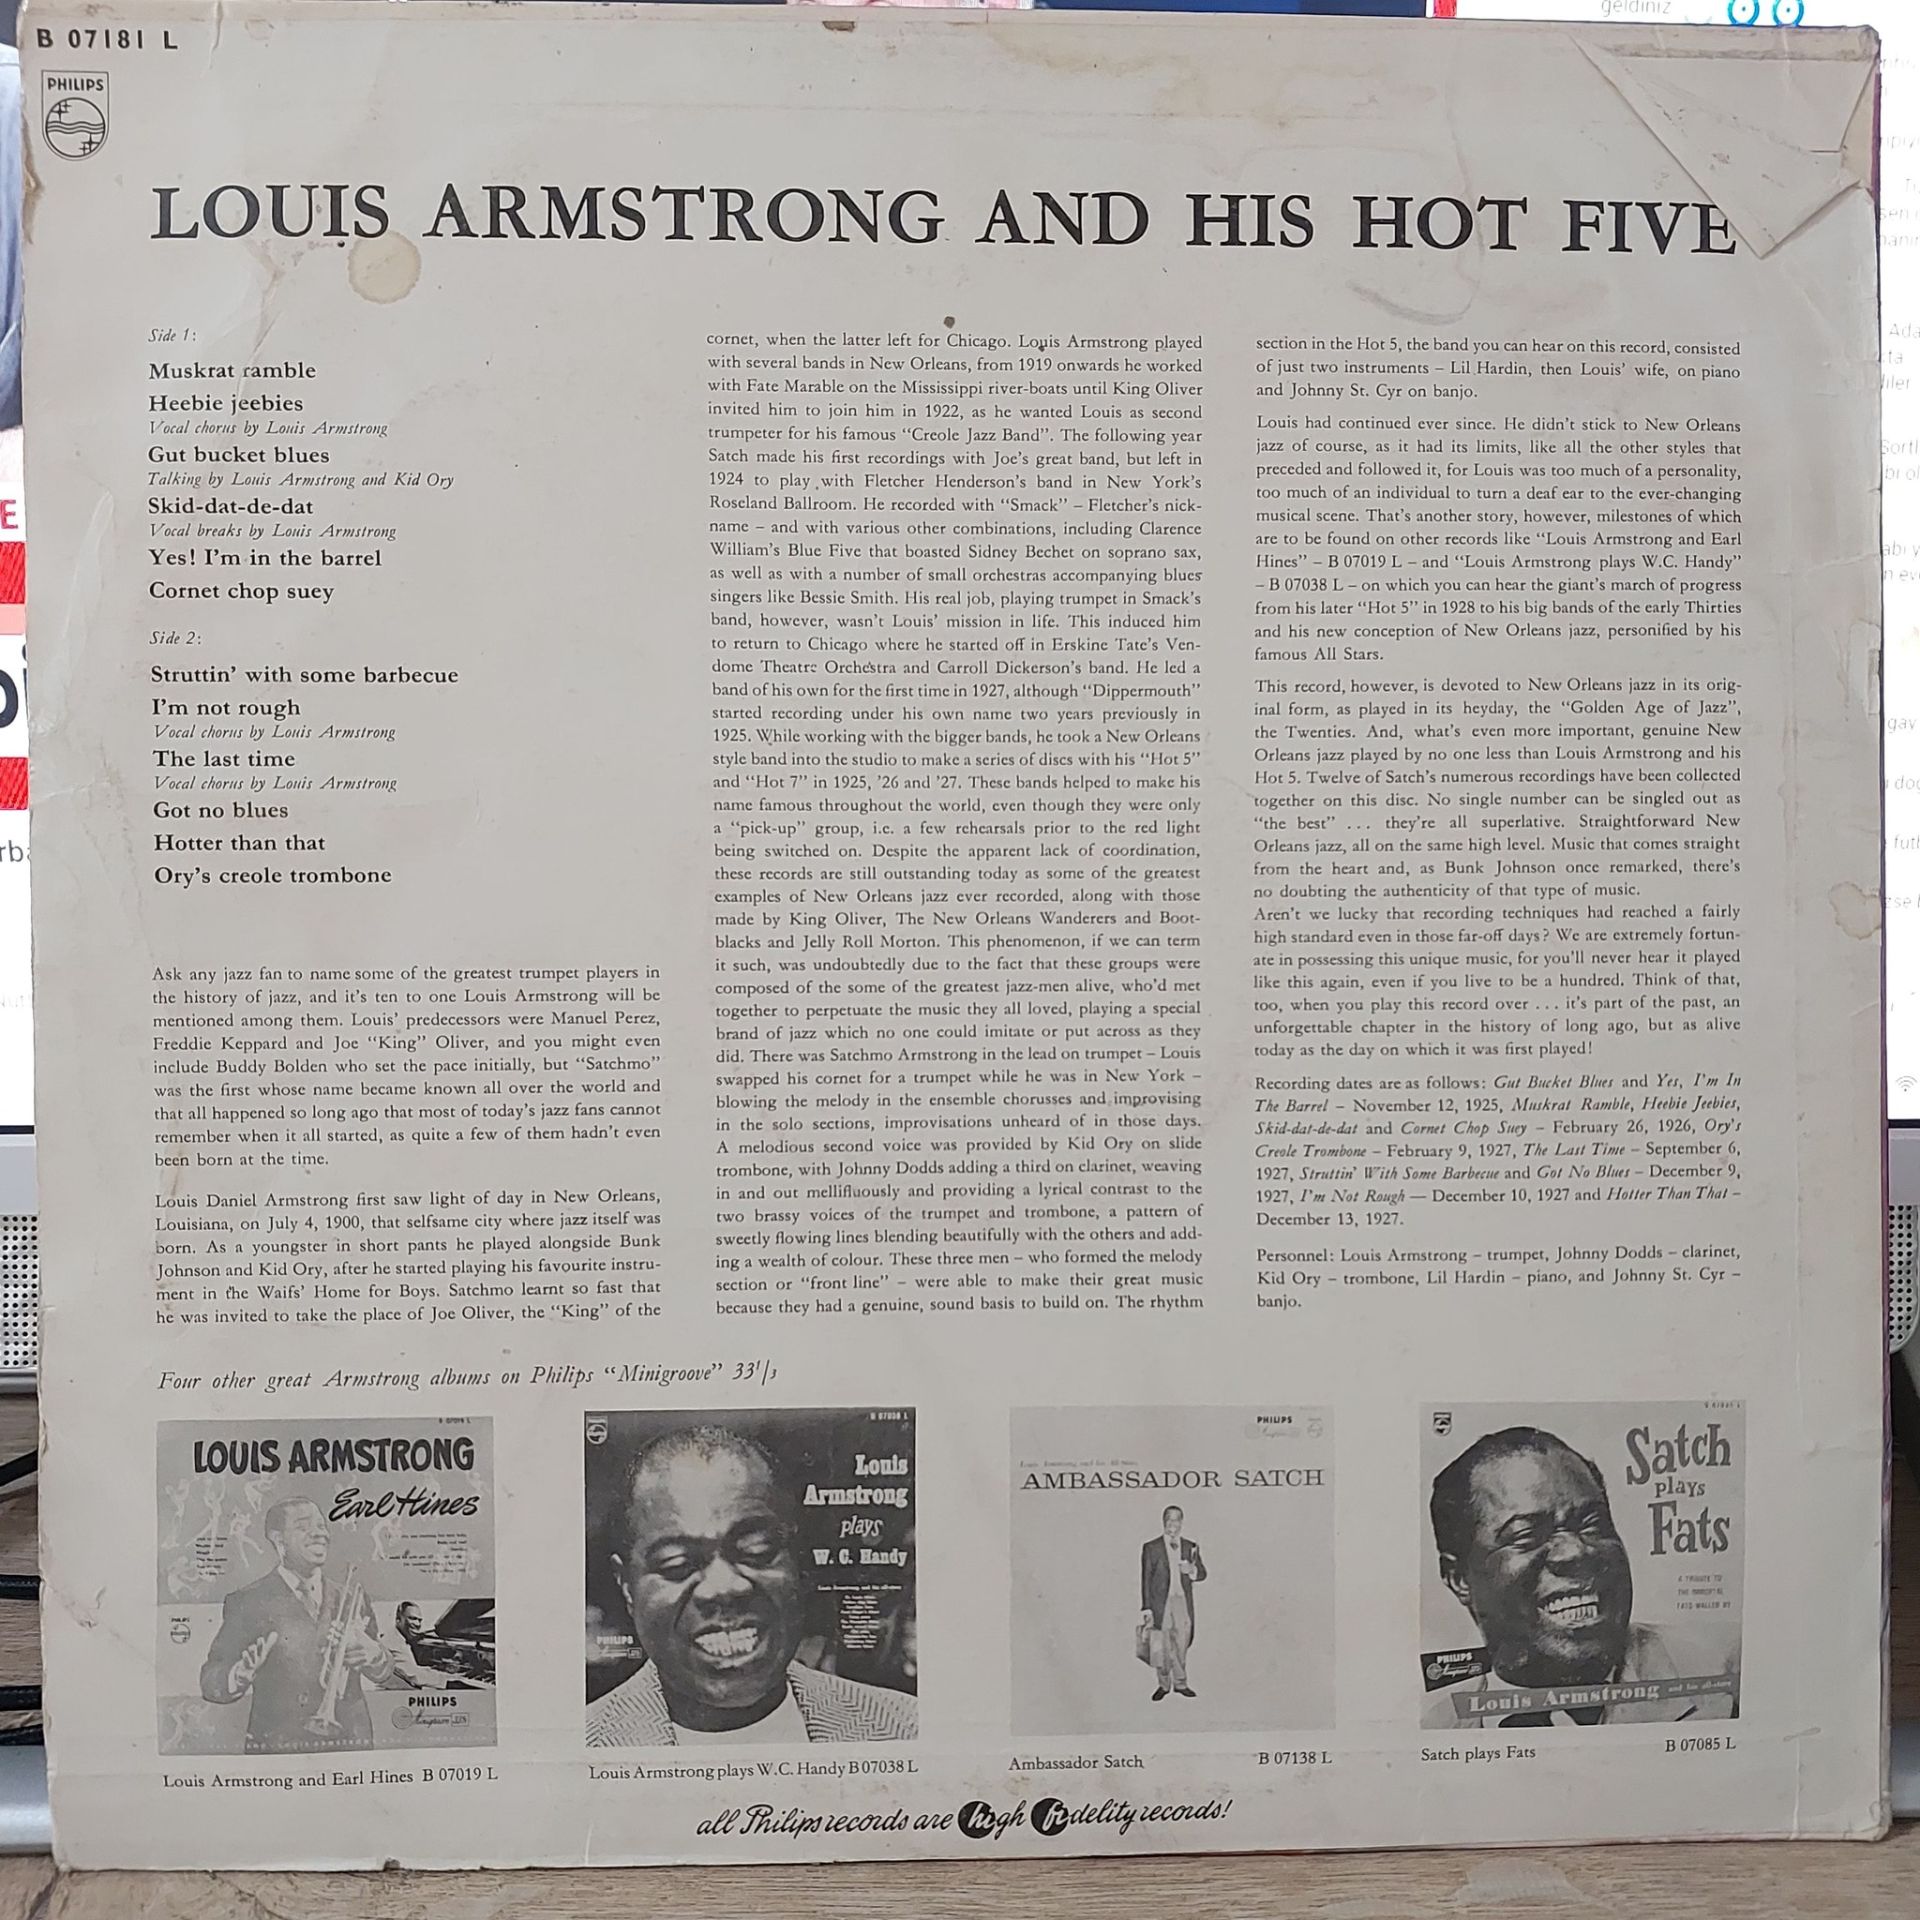 B 07181 L
PHILIPS
LOUIS ARMSTRONG AND HIS HOT FIVE
Side 1:
Muskrat ramble
Heebie jeebies
Vocal chorus by Louis Armstrong
Gut bucket blues
Talking by Louis Armstrong and Kid Ory
Skid-dat-de-dat
Vocal breaks by Louis Armstrong
Yes! I'm in the barrel
Cornet chop suey
Side 2:
Struttin' with some barbecue
I'm not rough
Vocal chorus by Louis Armstrong
The last time
Vocal chorus by Louis Armstrong
Got no blues
Hotter than that
Ory's creole trombone
Ask any jazz fan to name some of the greatest trumpet players in
the history of jazz, and it's ten to one Louis Armstrong will be
mentioned among them. Louis' predecessors were Manuel Perez,
Freddie Keppard and Joe "King" Oliver, and you might even
include Buddy Bolden who set the pace initially, but "Satchmo"
was the first whose name became known all over the world and
that all happened so long ago that most of today's jazz fans cannot
remember when it all started, as quite a few of them hadn't even
been born at the time.
Louis Daniel Armstrong first saw light of day in New Orleans,
Louisiana, on July 4, 1900, that selfsame city where jazz itself was
born. As a youngster in short pants he played alongside Bunk
Johnson and Kid Ory, after he started playing his favourite instru-
ment in the Waifs' Home for Boys. Satchmo learnt so fast that
he was invited to take the place of Joe Oliver, the "King" of the
cornet, when the latter left for Chicago. Louis Armstrong played
with several bands in New Orleans, from 1919 onwards he worked
with Fate Marable on the Mississippi river-boats until King Oliver
invited him to join him in 1922, as he wanted Louis as second
trumpeter for his famous "Creole Jazz Band". The following year
Satch made his first recordings with Joe's great band, but left in
1924 to play with Fletcher Henderson's band in New York's
Roseland Ballroom. He recorded with "Smack" – Fletcher's nick-
name – and with various other combinations, including Clarence
William's Blue Five that boasted Sidney Bechet on soprano sax,
as well as with a number of small orchestras accompanying blues
singers like Bessie Smith. His real job, playing trumpet in Smack's
band, however, wasn't Louis' mission in life. This induced him
to return to Chicago where he started off in Erskine Tate's Ven-
dome Theatre Orchestra and Carroll Dickerson's band. He led a
band of his own for the first time in 1927, although "Dippermouth"
started recording under his own name two years previously in
1925. While working with the bigger bands, he took a New Orleans
style band into the studio to make a series of discs with his "Hot 5"
and "Hot 7" in 1925, '26 and '27. These bands helped to make his
name famous throughout the world, even though they were only
a "pick-up" group, i.e. a few rehearsals prior to the red light
being switched on. Despite the apparent lack of coordination,
these records are still outstanding today as some of the greatest
examples of New Orleans jazz ever recorded, along with those
made by King Oliver, The New Orleans Wanderers and Boot-
blacks and Jelly Roll Morton. This phenomenon, if we can term
it such, was undoubtedly due to the fact that these groups were
composed of the some of the greatest jazz-men alive, who'd met
together to perpetuate the music they all loved, playing a special
brand of jazz which no one could imitate or put across as they
did. There was Satchmo Armstrong in the lead on trumpet – Louis
swapped his cornet for a trumpet while he was in New York –
blowing the melody in the ensemble chorusses and improvising
in the solo sections, improvisations unheard of in those days.
A melodious second voice was provided by Kid Ory on slide
trombone, with Johnny Dodds adding a third on clarinet, weaving
in and out mellifluously and providing a lyrical contrast to the
two brassy voices of the trumpet and trombone, a pattern of
sweetly flowing lines blending beautifully with the others and add-
ing a wealth of colour. These three men – who formed the melody
section or "front line" – were able to make their great music
because they had a genuine, sound basis to build on. The rhythm
section in the Hot 5, the band you can hear on this record, consisted
of just two instruments – Lil Hardin, then Louis' wife, on piano
and Johnny St. Cyr on banjo.
Louis had continued ever since. He didn't stick to New Orleans
jazz of course, as it had its limits, like all the other styles that
preceded and followed it, for Louis was too much of a personality,
too much of an individual to turn a deaf ear to the ever-changing
musical scene. That's another story, however, milestones of which
are to be found on other records like "Louis Armstrong and Earl
Hines" – B 07019 L – and "Louis Armstrong plays W.C. Handy"
– B 07038 L – on which you can hear the giant's march of progress
from his later "Hot 5" in 1928 to his big bands of the early Thirties
and his new conception of New Orleans jazz, personified by his
famous All Stars.
This record, however, is devoted to New Orleans jazz in its orig-
inal form, as played in its heyday, the "Golden Age of Jazz",
the Twenties. And, what's even more important, genuine New
Orleans jazz played by no one less than Louis Armstrong and his
Hot 5. Twelve of Satch's numerous recordings have been collected
together on this disc. No single number can be singled out as
"the best" ... they're all superlative. Straightforward New
Orleans jazz, all on the same high level. Music that comes straight
from the heart and, as Bunk Johnson once remarked, there's
no doubting the authenticity of that type of music.
Aren't we lucky that recording techniques had reached a fairly
high standard even in those far-off days? We are extremely fortun-
ate in possessing this unique music, for you'll never hear it played
like this again, even if you live to be a hundred. Think of that,
too, when you play this record over ... it's part of the past, an
unforgettable chapter in the history of long ago, but as alive
today as the day on which it was first played!
Recording dates are as follows: Gut Bucket Blues and Yes, I'm In
The Barrel – November 12, 1925, Muskrat Ramble, Heebie Jeebies,
Skid-dat-de-dat and Cornet Chop Suey – February 26, 1926, Ory's
Creole Trombone – February 9, 1927, The Last Time – September 6,
1927, Struttin' With Some Barbecue and Got No Blues – December 9,
1927, I'm Not Rough — December 10, 1927 and Hotter Than That –
December 13, 1927.
Personnel: Louis Armstrong – trumpet, Johnny Dodds – clarinet,
Kid Ory – trombone, Lil Hardin – piano, and Johnny St. Cyr –
banjo.
Four other great Armstrong albums on Philips "Minigroove" 33 1/3
LOUIS ARMSTRONG
Earl Hines
PHILIPS
Louis Armstrong and Earl Hines B 07019 L
B 07038 L
Louis
Armstrong
plays
W. C. Handy
PHILIPS
Louis Armstrong plays W.C. Handy B 07038 L
PHILIPS
AMBASSADOR SATCH
Ambassador Satch B 07138 L
Satch
plays
Fats
A TRIBUTE TO
THE IMMORTAL
FATS WALLER BY
PHILIPS
Louis Armstrong and his all-stars
Satch plays Fats B 07085 L
all Philips records are high fidelity records!
geldiniz